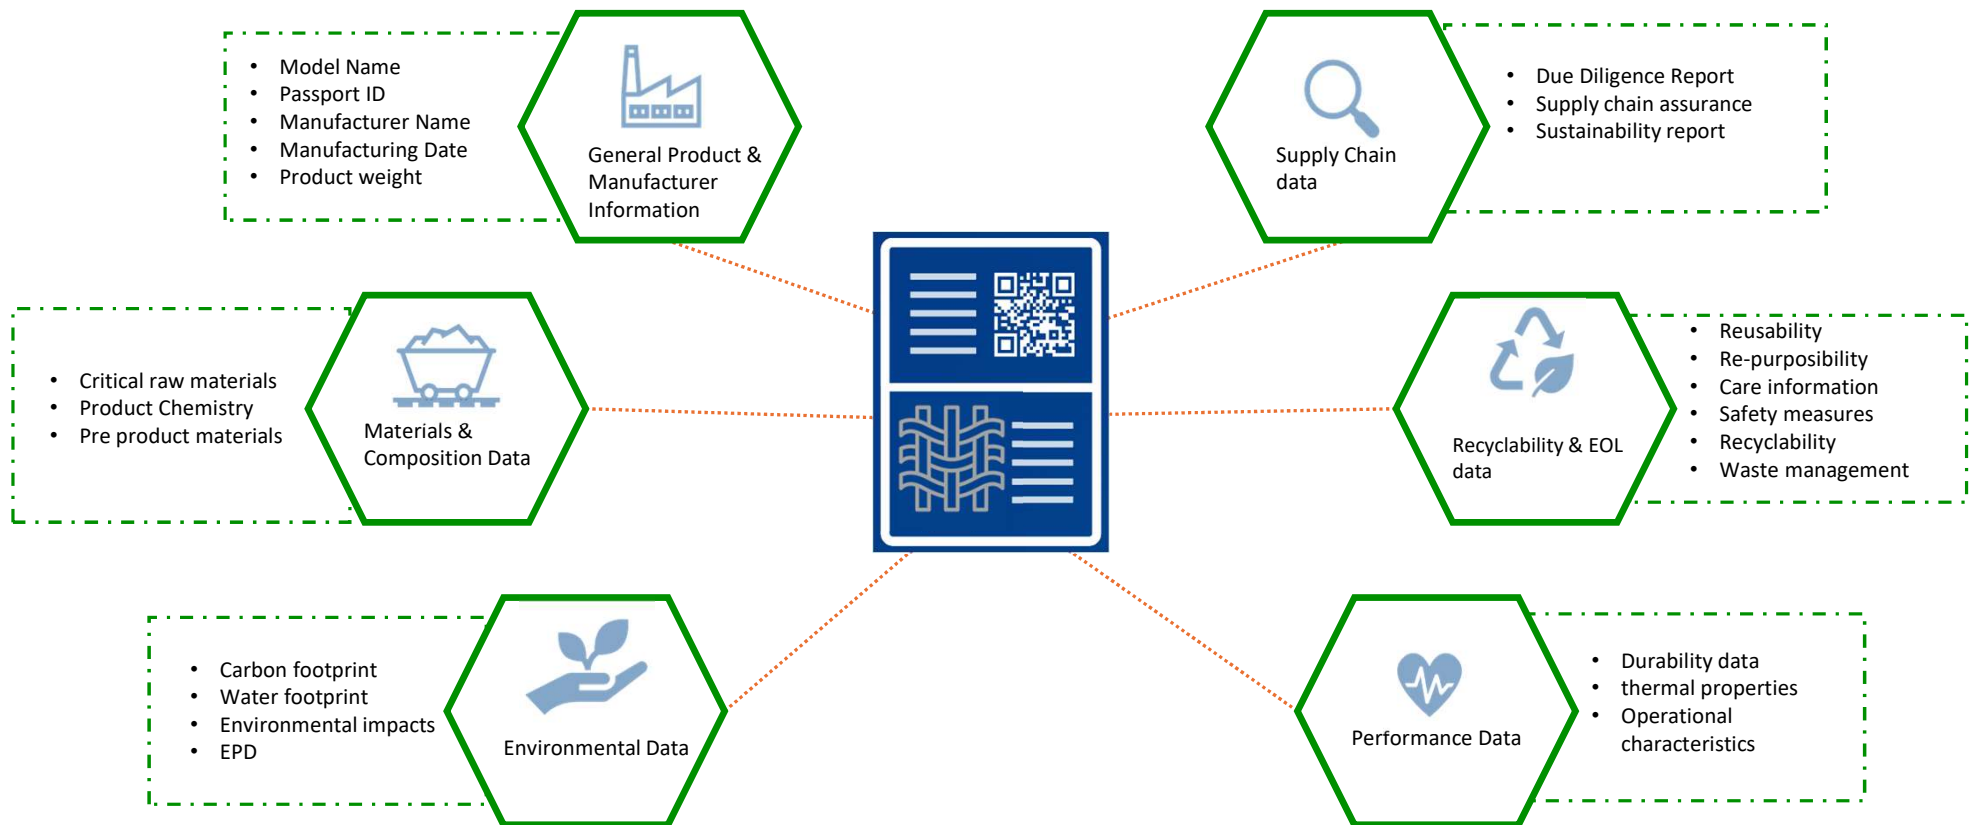 • Model Name
• Passport ID
• Manufacturer Name
• Manufacturing Date
• Product weight
General Product &
Manufacturer
Information
Supply Chain
data
• Due Diligence Report
• Supply chain assurance
• Sustainability report
• Critical raw materials
• Product Chemistry
• Pre product materials
Materials &
Composition Data
Recyclability & EOL
data
• Reusability
• Re-purposibility
• Care information
• Safety measures
• Recyclability
• Waste management
• Carbon footprint
• Water footprint
• Environmental impacts
• EPD
Environmental Data
Performance Data
• Durability data
• thermal properties
• Operational
characteristics